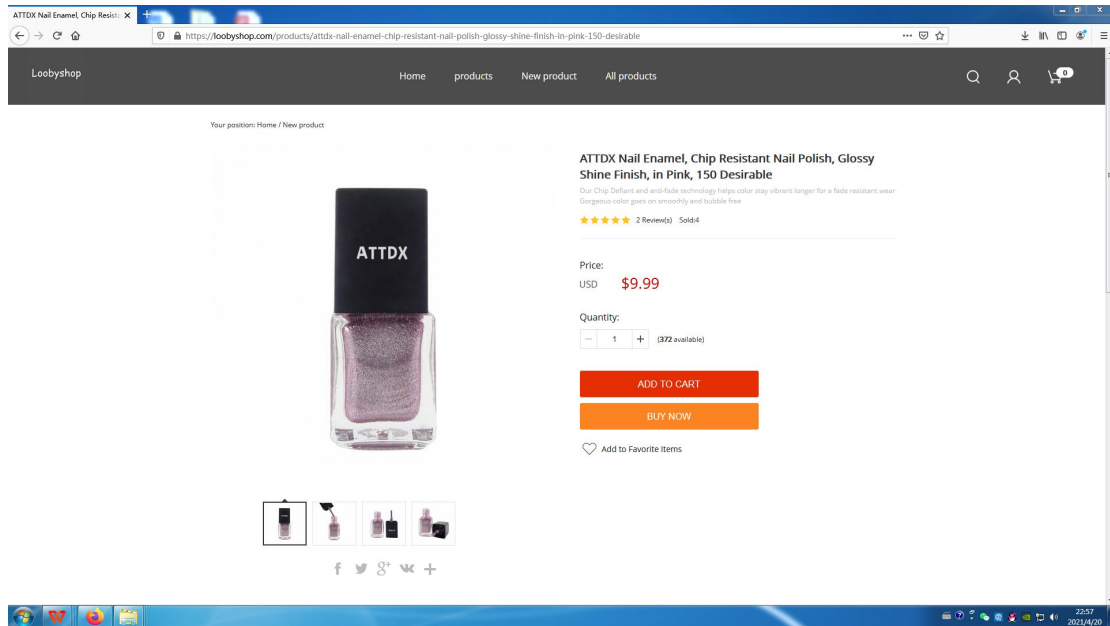 ATTDX Nail Enamel, Chip Resista
https://loobyshop.com/products/attdx-nail-enamel-chip-resistant-nail-polish-glossy-shine-finish-in-pink-150-desirable
Loobyshop
Home products New product All products
0
Your position: Home / New product
ATTDX Nail Enamel, Chip Resistant Nail Polish, Glossy
Shine Finish, in Pink, 150 Desirable
Our Chip Defiant and anti-fade technology helps color stay vibrant longer for a fade resistant wear
Gorgeous color goes on smoothly and bubble free
2 Review(s) Sold:4
ATTDX
Price:
USD $9.99
Quantity:
1 (372 available)
ADD TO CART
BUY NOW
Add to Favorite Items
22:57
2021/4/20